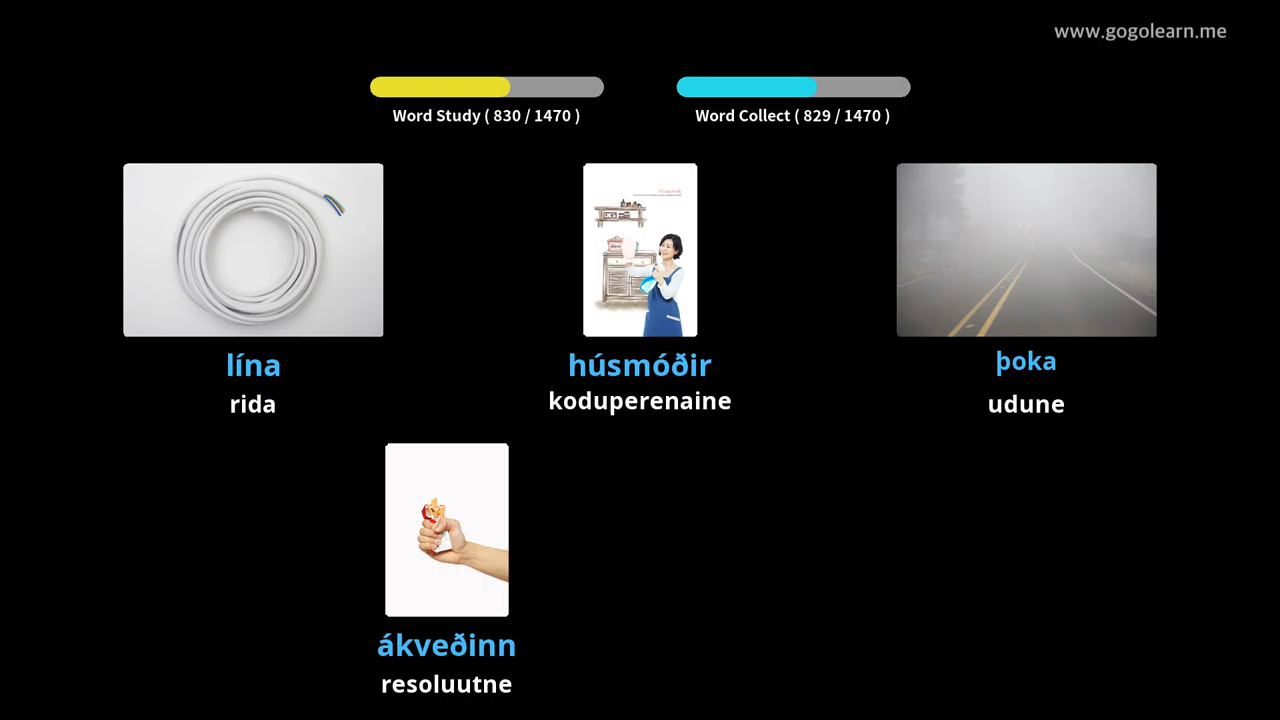 www.gogolearn.me
Word Study ( 830 / 1470 )
Word Collect ( 829 / 1470 )
lína
húsmóðir
þoka
rida
koduperenaine
udune
ákveðinn
resoluutne